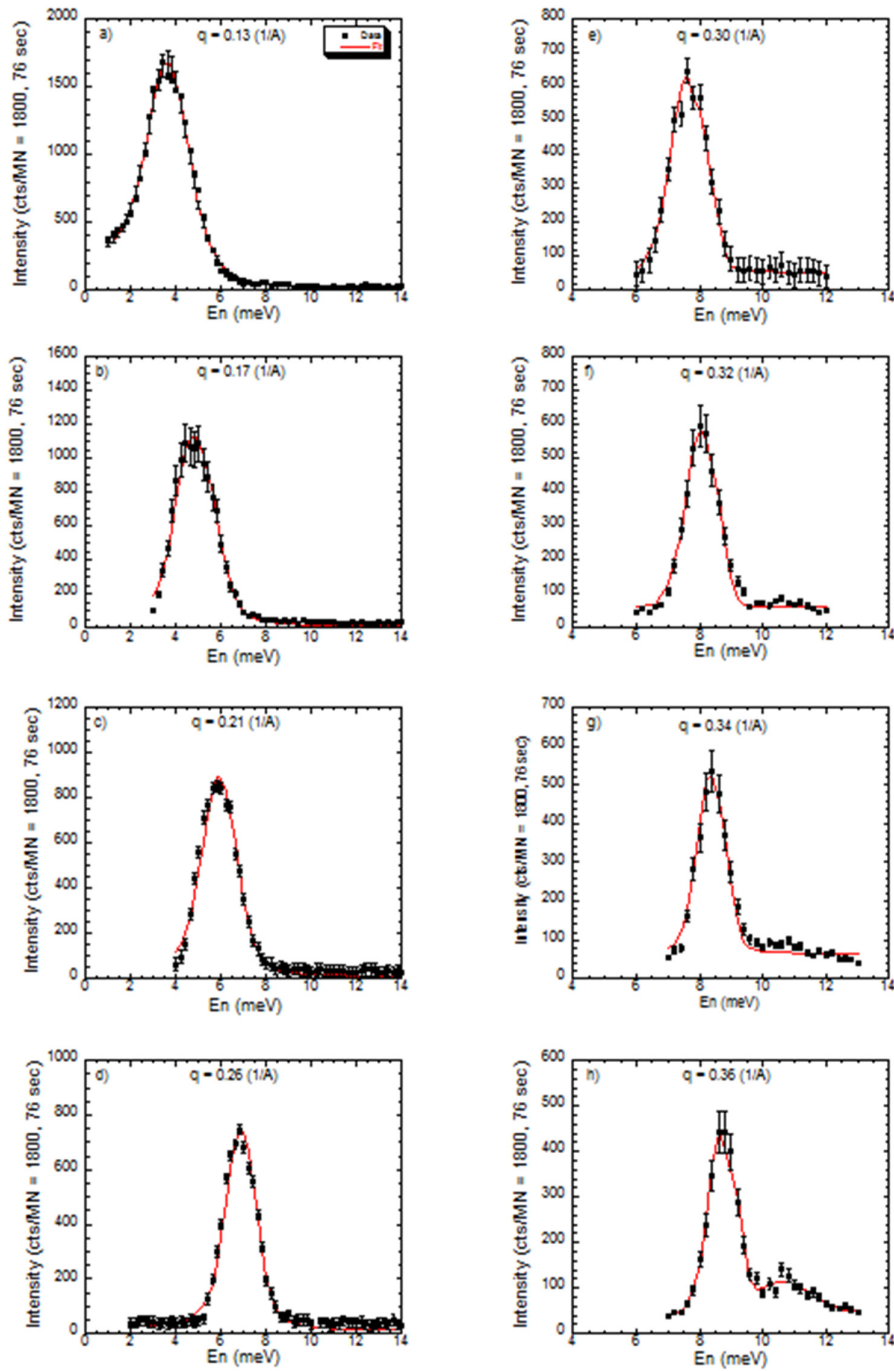 a)
q = 0.13 (1/A)
Data
Fit
Intensity (cts/MN = 1800, 76 sec)
2000
1500
1000
500
0
0 2 4 6 8 10 12 14
En (meV)
e)
q = 0.30 (1/A)
Intensity (cts/MN = 1800, 76 sec)
800
700
600
500
400
300
200
100
0
4 6 8 10 12 14
En (meV)
b)
q = 0.17 (1/A)
Intensity (cts/MN = 1800, 76 sec)
1600
1400
1200
1000
800
600
400
200
0
0 2 4 6 8 10 12 14
En (meV)
f)
q = 0.32 (1/A)
Intensity (cts/MN = 1800, 76 sec)
800
700
600
500
400
300
200
100
0
4 6 8 10 12 14
En (meV)
c)
q = 0.21 (1/A)
Intensity (cts/MN = 1800, 76 sec)
1200
1000
800
600
400
200
0
0 2 4 6 8 10 12 14
En (meV)
g)
q = 0.34 (1/A)
Intensity (cts/MN = 1800, 76 sec)
700
600
500
400
300
200
100
0
4 6 8 10 12 14
En (meV)
d)
q = 0.26 (1/A)
Intensity (cts/MN = 1800, 76 sec)
1000
800
600
400
200
0
0 2 4 6 8 10 12 14
En (meV)
h)
q = 0.36 (1/A)
Intensity (cts/MN = 1800, 76 sec)
600
500
400
300
200
100
0
4 6 8 10 12 14
En (meV)